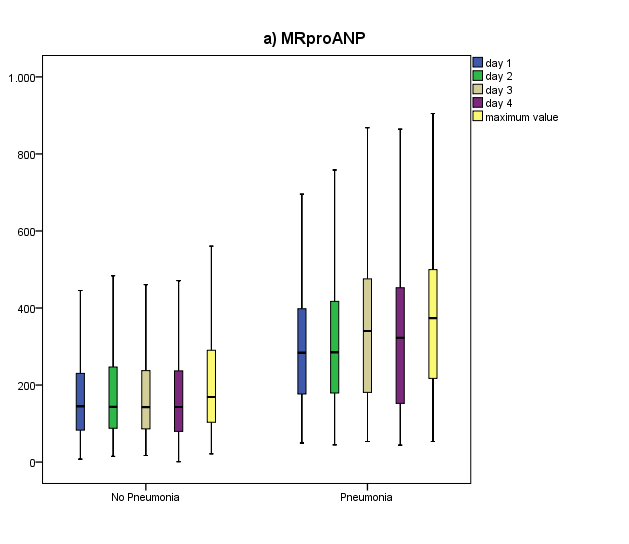 a) MRproANP
day 1
day 2
day 3
day 4
maximum value
1.000
800
600
400
200
0
No Pneumonia
Pneumonia